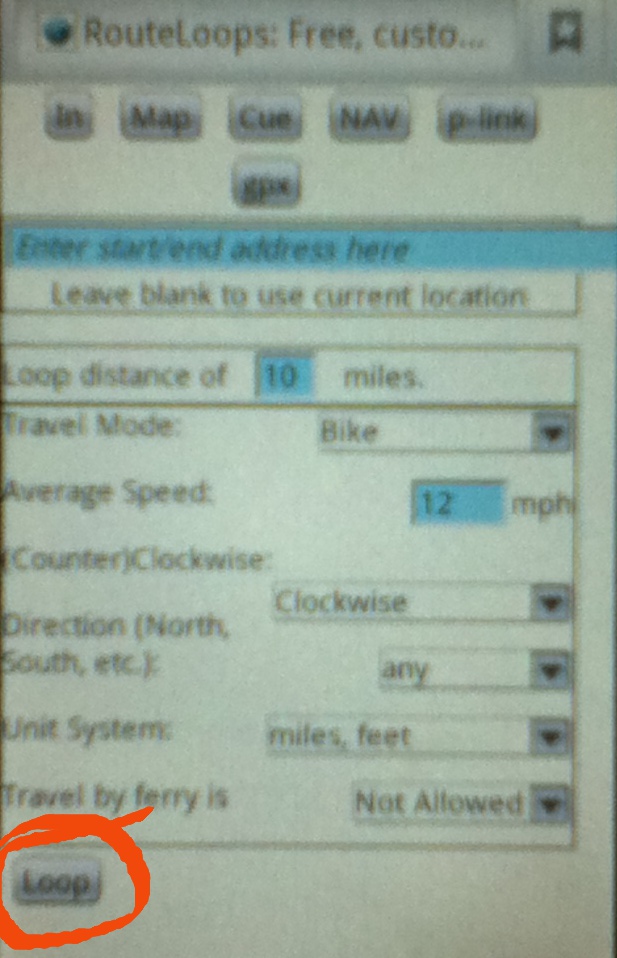 RouteLoops: Free, custo...
In Map Cue NAV p-link
gpx
Enter start/end address here
Leave blank to use current location
Loop distance of 10 miles.
Travel Mode: Bike
Average Speed: 12 mph
(Counter)Clockwise:
Clockwise
Direction (North,
South, etc.): any
Unit System: miles, feet
Travel by ferry is Not Allowed
Loop